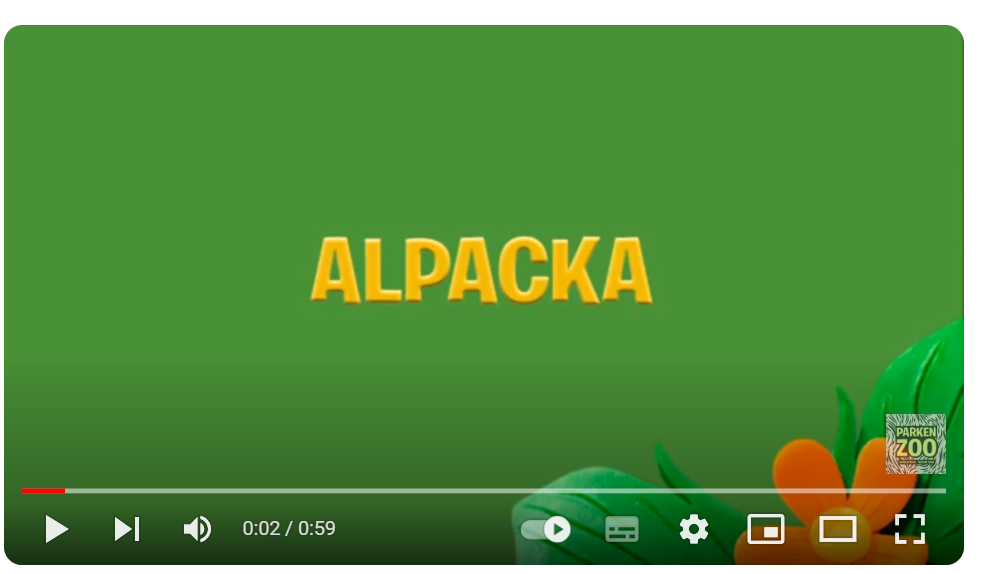 ALPACKA
PARKEN
ZOO
0:02 / 0:59